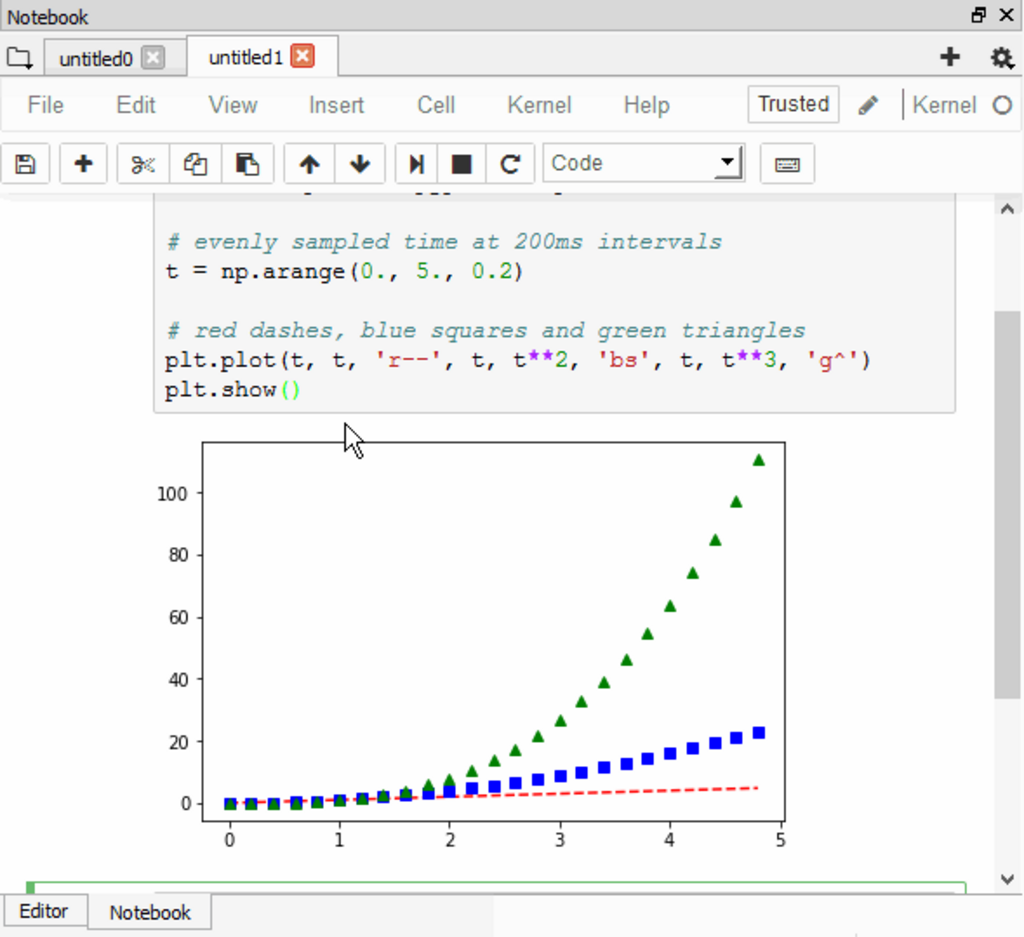 Notebook
untitled0 untitled1
File Edit View Insert Cell Kernel Help Trusted Kernel
Code
# evenly sampled time at 200ms intervals
t = np.arange(0., 5., 0.2)
# red dashes, blue squares and green triangles
plt.plot(t, t, 'r--', t, t**2, 'bs', t, t**3, 'g^')
plt.show()
100
80
60
40
20
0
0 1 2 3 4 5
Editor Notebook